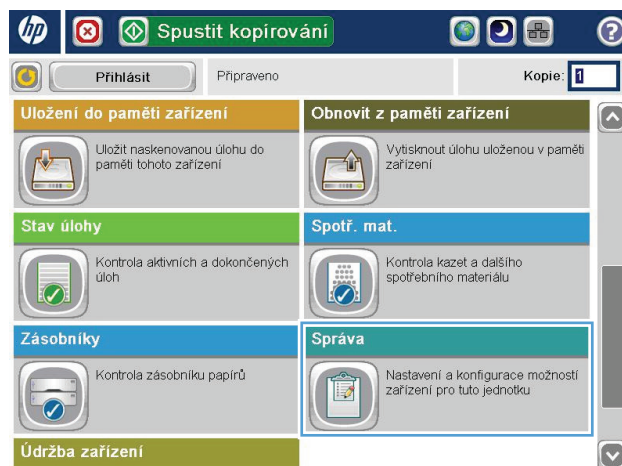 hp
Spustit kopírování
?
Přihlásit
Připraveno
Kopie: 1
Uložení do paměti zařízení
Uložit naskenovanou úlohu do
paměti tohoto zařízení
Obnovit z paměti zařízení
Vytisknout úlohu uloženou v paměti
zařízení
Stav úlohy
Kontrola aktivních a dokončených
úloh
Spotř. mat.
Kontrola kazet a dalšího
spotřebního materiálu
Zásobníky
Kontrola zásobníku papírů
Správa
Nastavení a konfigurace možností
zařízení pro tuto jednotku
Údržba zařízení